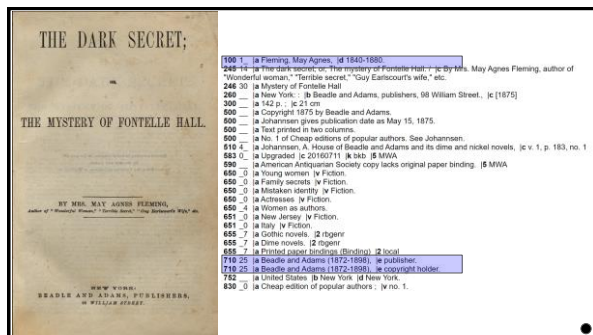 THE DARK SECRET;
OR,
THE MYSTERY OF FONTELLE HALL.
BY MRS. MAY AGNES FLEMING,
Author of "Wonderful Woman," "Terrible Secret," "Guy Earlscourt's Wife," etc.
NEW YORK:
BEADLE AND ADAMS, PUBLISHERS,
98 WILLIAM STREET.
100 1_ |a Fleming, May Agnes, |d 1840-1880.
245 14 |a The dark secret; or, The mystery of Fontelle Hall. / |c By Mrs. May Agnes Fleming, author of
"Wonderful woman," "Terrible secret," "Guy Earlscourt's wife," etc.
246 30 |a Mystery of Fontelle Hall
260 __ |a New York: : |b Beadle and Adams, publishers, 98 William Street., |c [1875]
300 __ |a 142 p. ; |c 21 cm
500 __ |a Copyright 1875 by Beadle and Adams.
500 __ |a Johannsen gives publication date as May 15, 1875.
500 __ |a Text printed in two columns.
500 __ |a No. 1 of Cheap editions of popular authors. See Johannsen.
510 4_ |a Johannsen, A. House of Beadle and Adams and its dime and nickel novels, |c v. 1, p. 183, no. 1
583 0_ |a Upgraded |c 20160711 |k bkb |5 MWA
590 __ |a American Antiquarian Society copy lacks original paper binding. |5 MWA
650 _0 |a Young women |v Fiction.
650 _0 |a Family secrets |v Fiction.
650 _0 |a Mistaken identity |v Fiction.
650 _0 |a Actresses |v Fiction.
650 _4 |a Women as authors.
651 _0 |a New Jersey |v Fiction.
651 _0 |a Italy |v Fiction.
655 _7 |a Gothic novels. |2 rbgenr
655 _7 |a Dime novels. |2 rbgenr
655 _7 |a Printed paper bindings (Binding) |2 local
710 25 |a Beadle and Adams (1872-1898), |e publisher.
710 25 |a Beadle and Adams (1872-1898), |e copyright holder.
752 __ |a United States |b New York |d New York.
830 _0 |a Cheap edition of popular authors ; |v no. 1.